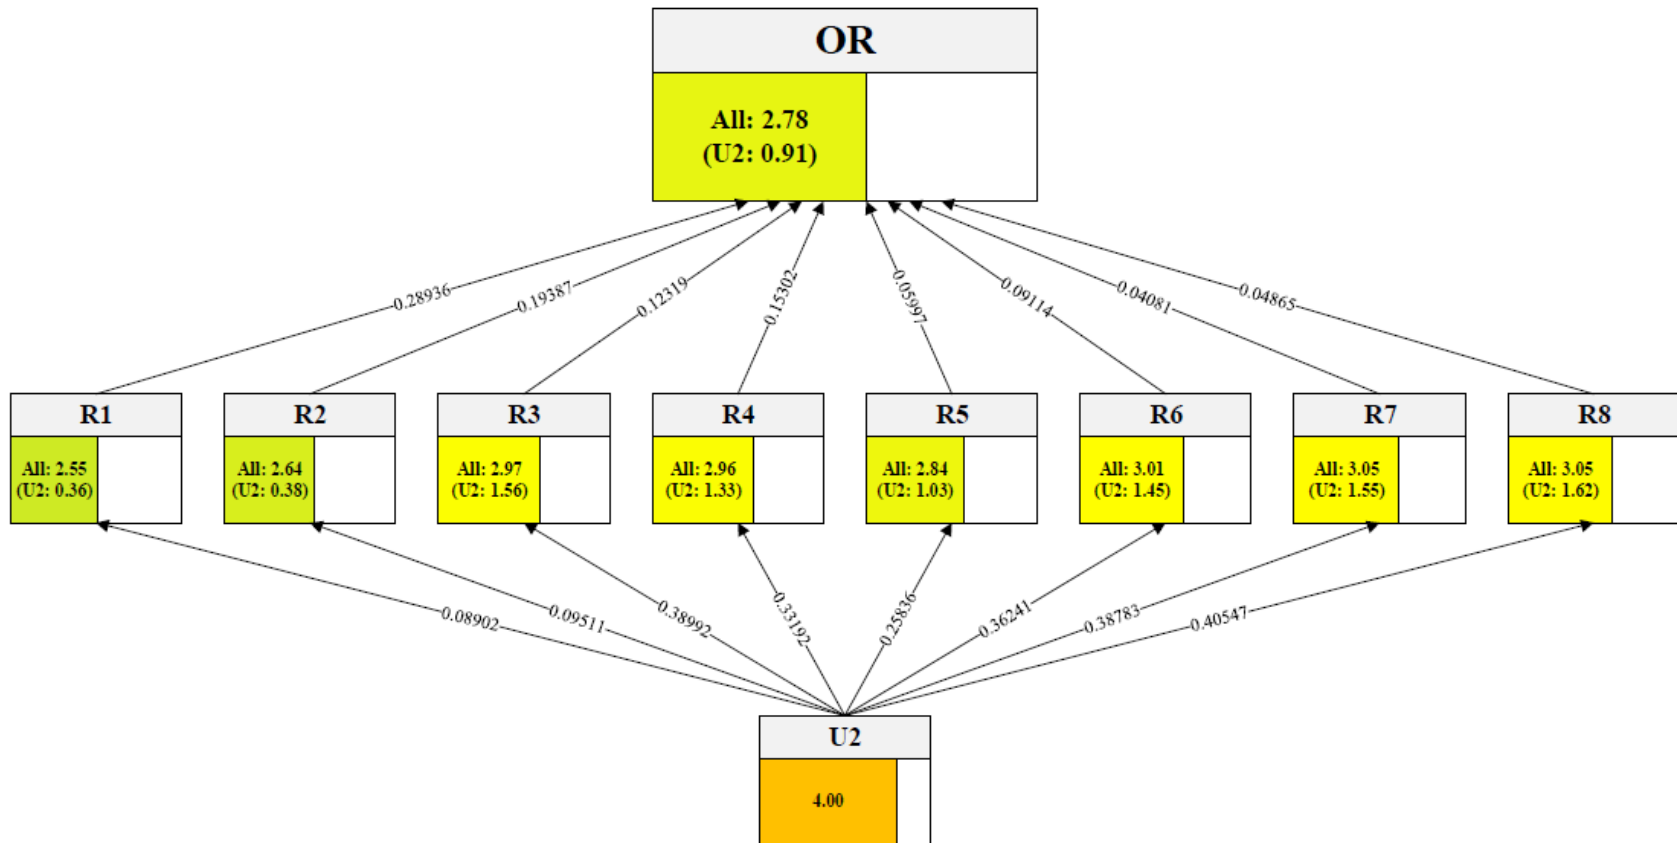 OR
All: 2.78
(U2: 0.91)
0.28936
0.19387
0.12319
0.15302
0.05997
0.09114
0.04081
0.04865
R1
R2
R3
R4
R5
R6
R7
R8
All: 2.55
(U2: 0.36)
All: 2.64
(U2: 0.38)
All: 2.97
(U2: 1.56)
All: 2.96
(U2: 1.33)
All: 2.84
(U2: 1.03)
All: 3.01
(U2: 1.45)
All: 3.05
(U2: 1.55)
All: 3.05
(U2: 1.62)
0.08902
0.09511
0.38992
0.33192
0.25836
0.36241
0.38783
0.40547
U2
4.00